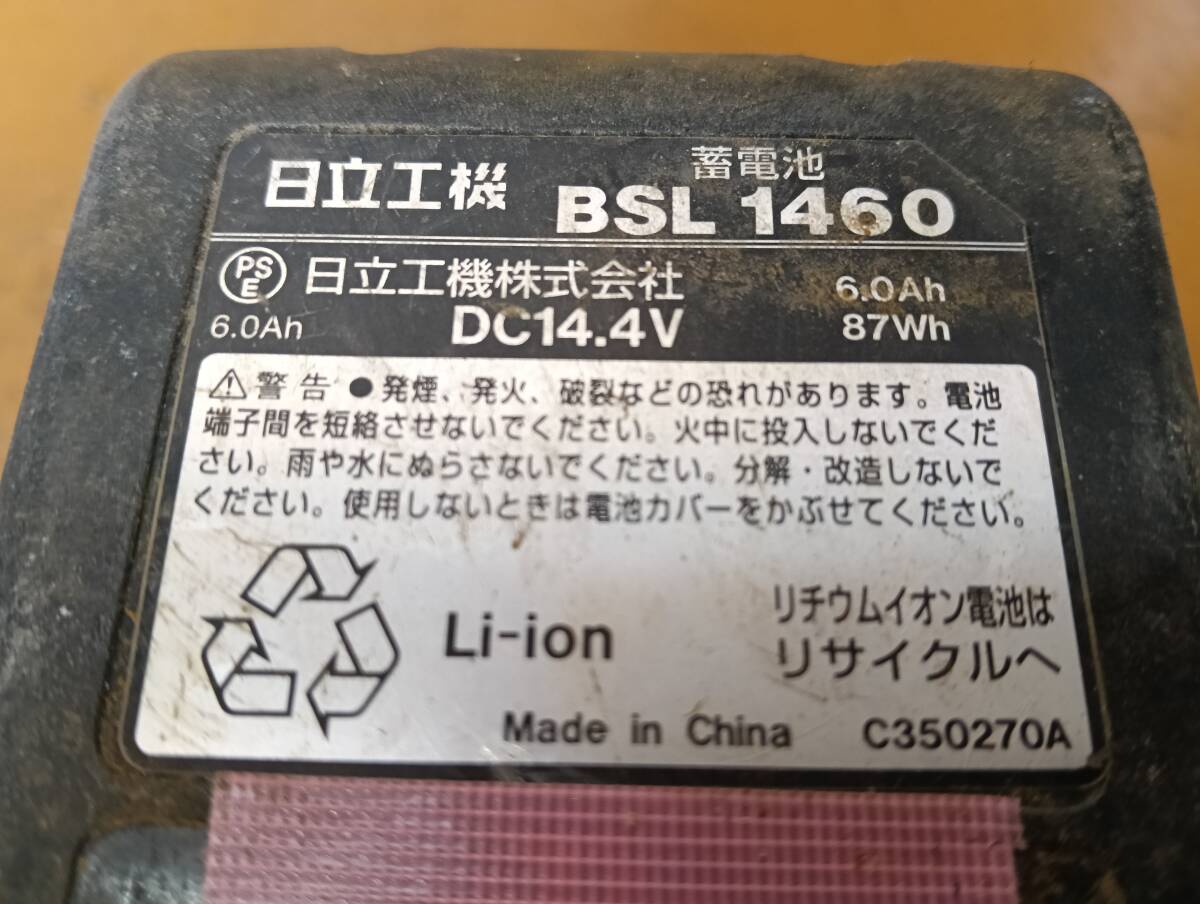 日立工機 蓄電池
BSL 1460
PSE 日立工機株式会社 6.0Ah
6.0Ah DC14.4V 87Wh
警告 ●発煙、発火、破裂などの恐れがあります。電池
端子間を短絡させないでください。火中に投入しないでくだ
さい。雨や水にぬらさないでください。分解・改造しないで
ください。使用しないときは電池カバーをかぶせてください。
リチウムイオン電池は
Li-ion リサイクルへ
Made in China C350270A